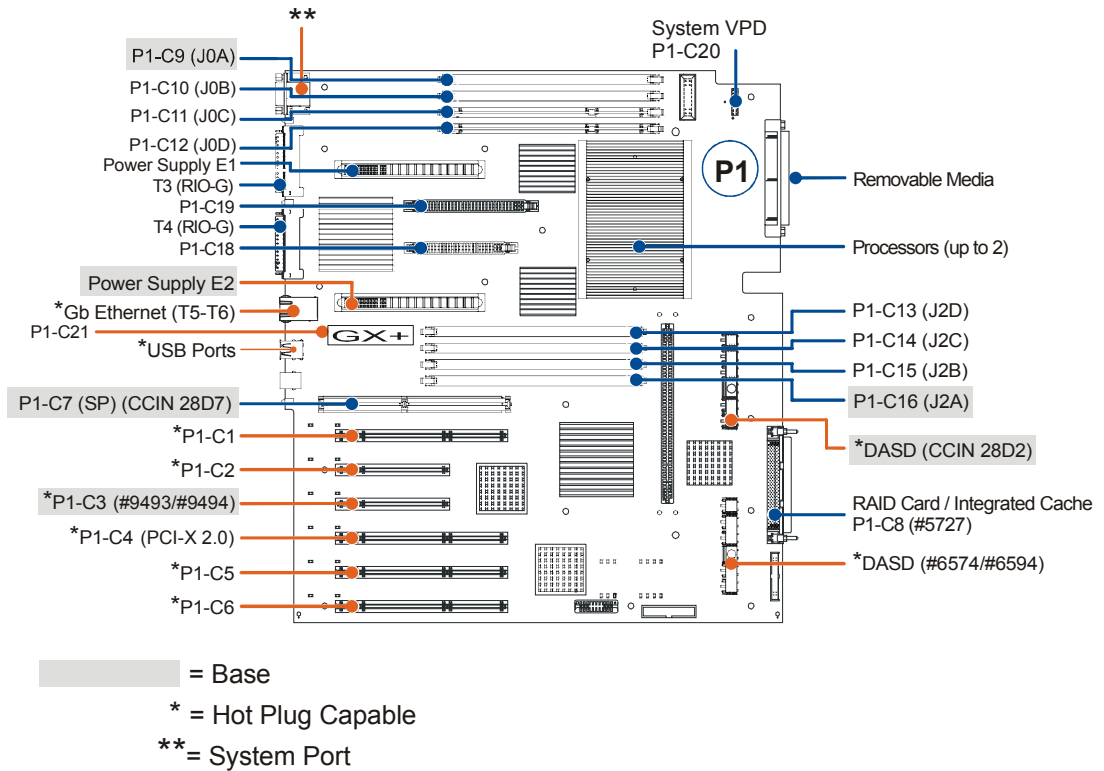 **
System VPD
P1-C20
P1-C9 (J0A)
P1-C10 (J0B)
P1-C11 (J0C)
P1-C12 (J0D)
Power Supply E1
T3 (RIO-G)
P1-C19
T4 (RIO-G)
P1-C18
Power Supply E2
*Gb Ethernet (T5-T6)
P1-C21
*USB Ports
P1-C7 (SP) (CCIN 28D7)
*P1-C1
*P1-C2
*P1-C3 (#9493/#9494)
*P1-C4 (PCI-X 2.0)
*P1-C5
*P1-C6
GX+
P1
Removable Media
Processors (up to 2)
P1-C13 (J2D)
P1-C14 (J2C)
P1-C15 (J2B)
P1-C16 (J2A)
*DASD (CCIN 28D2)
RAID Card / Integrated Cache
P1-C8 (#5727)
*DASD (#6574/#6594)
= Base
* = Hot Plug Capable
**= System Port